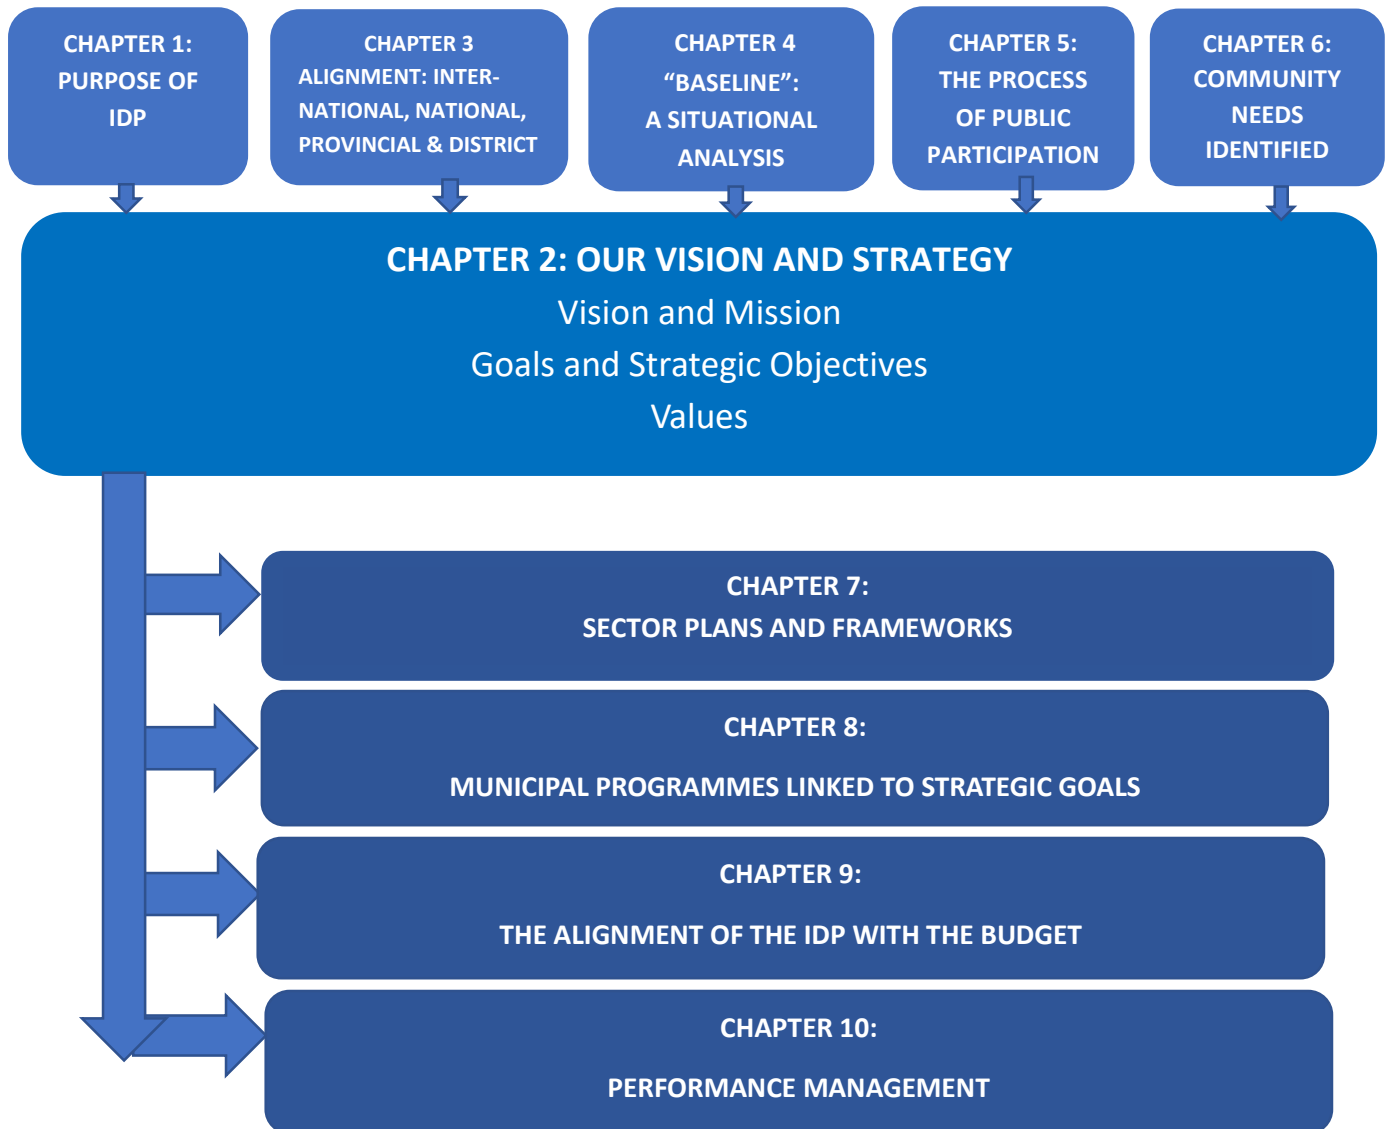 CHAPTER 1:
PURPOSE OF
IDP
CHAPTER 3
ALIGNMENT: INTER-
NATIONAL, NATIONAL,
PROVINCIAL & DISTRICT
CHAPTER 4
“BASELINE”:
A SITUATIONAL
ANALYSIS
CHAPTER 5:
THE PROCESS
OF PUBLIC
PARTICIPATION
CHAPTER 6:
COMMUNITY
NEEDS
IDENTIFIED
CHAPTER 2: OUR VISION AND STRATEGY
Vision and Mission
Goals and Strategic Objectives
Values
CHAPTER 7:
SECTOR PLANS AND FRAMEWORKS
CHAPTER 8:
MUNICIPAL PROGRAMMES LINKED TO STRATEGIC GOALS
CHAPTER 9:
THE ALIGNMENT OF THE IDP WITH THE BUDGET
CHAPTER 10:
PERFORMANCE MANAGEMENT